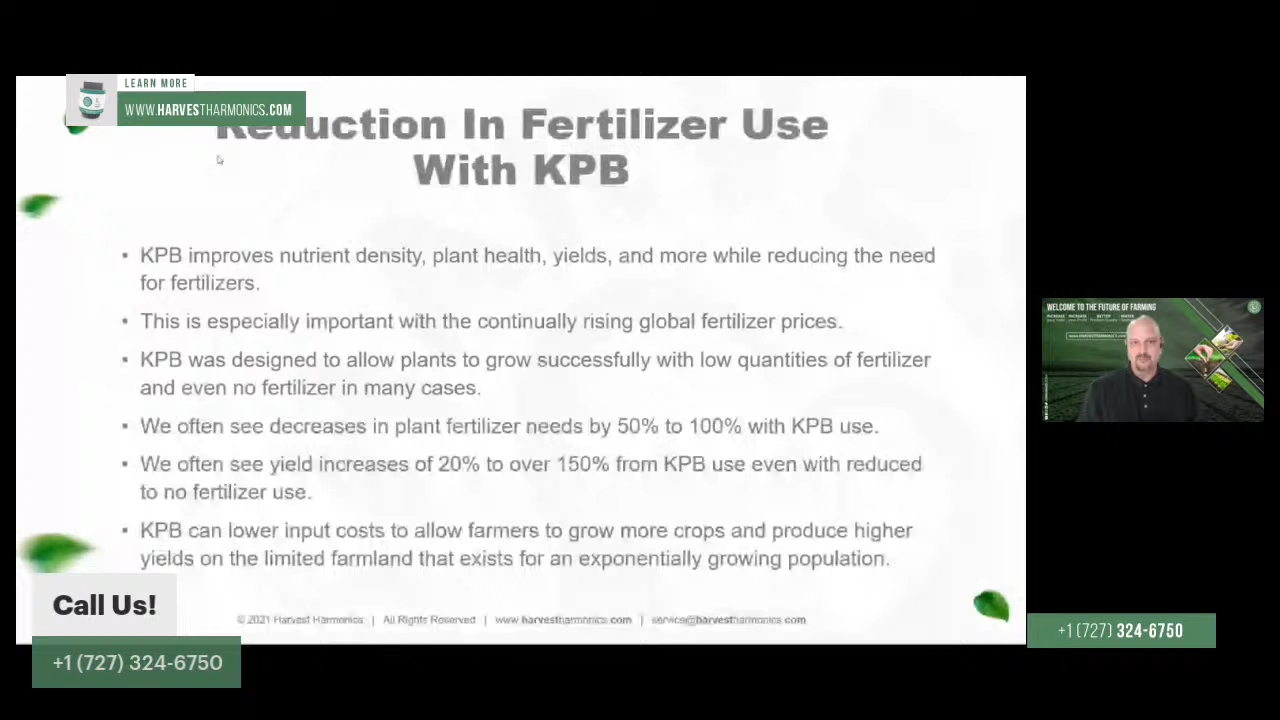 LEARN MORE
WWW.HARVESTHARMONICS.COM
Reduction In Fertilizer Use
With KPB
• KPB improves nutrient density, plant health, yields, and more while reducing the need
for fertilizers.
• This is especially important with the continually rising global fertilizer prices.
• KPB was designed to allow plants to grow successfully with low quantities of fertilizer
and even no fertilizer in many cases.
• We often see decreases in plant fertilizer needs by 50% to 100% with KPB use.
• We often see yield increases of 20% to over 150% from KPB use even with reduced
to no fertilizer use.
• KPB can lower input costs to allow farmers to grow more crops and produce higher
yields on the limited farmland that exists for an exponentially growing population.
© 2021 Harvest Harmonics | All Rights Reserved | www.harvestharmonics.com | service@harvestharmonics.com
Call Us!
+1 (727) 324-6750
WELCOME TO THE FUTURE OF FARMING
+1 (727) 324-6750